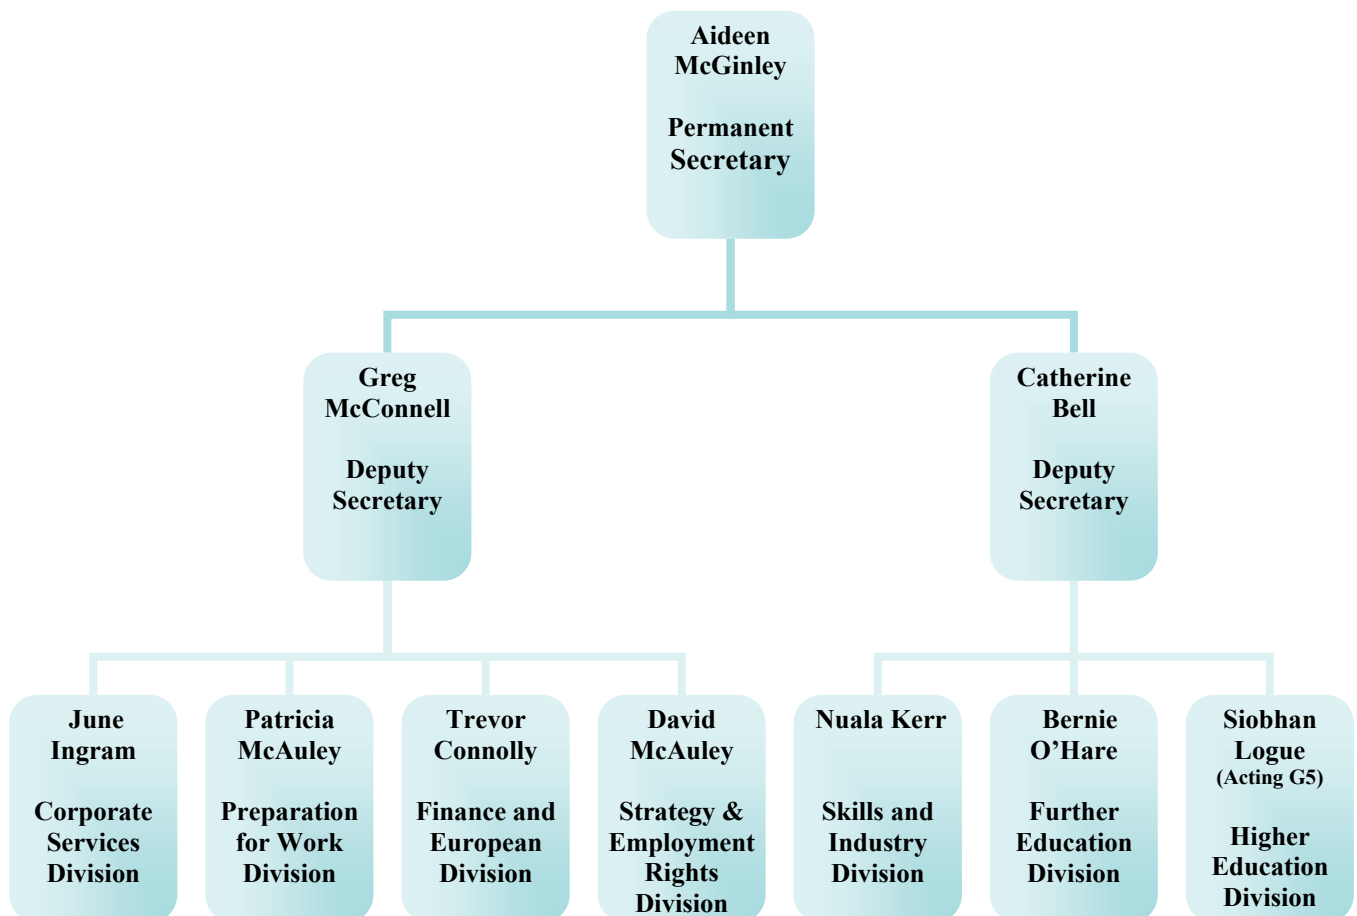 Aideen
McGinley
Permanent
Secretary
Greg
McConnell
Deputy
Secretary
Catherine
Bell
Deputy
Secretary
June
Ingram
Corporate
Services
Division
Patricia
McAuley
Preparation
for Work
Division
Trevor
Connolly
Finance and
European
Division
David
McAuley
Strategy &
Employment
Rights
Division
Nuala Kerr
Skills and
Industry
Division
Bernie
O’Hare
Further
Education
Division
Siobhan
Logue
(Acting G5)
Higher
Education
Division